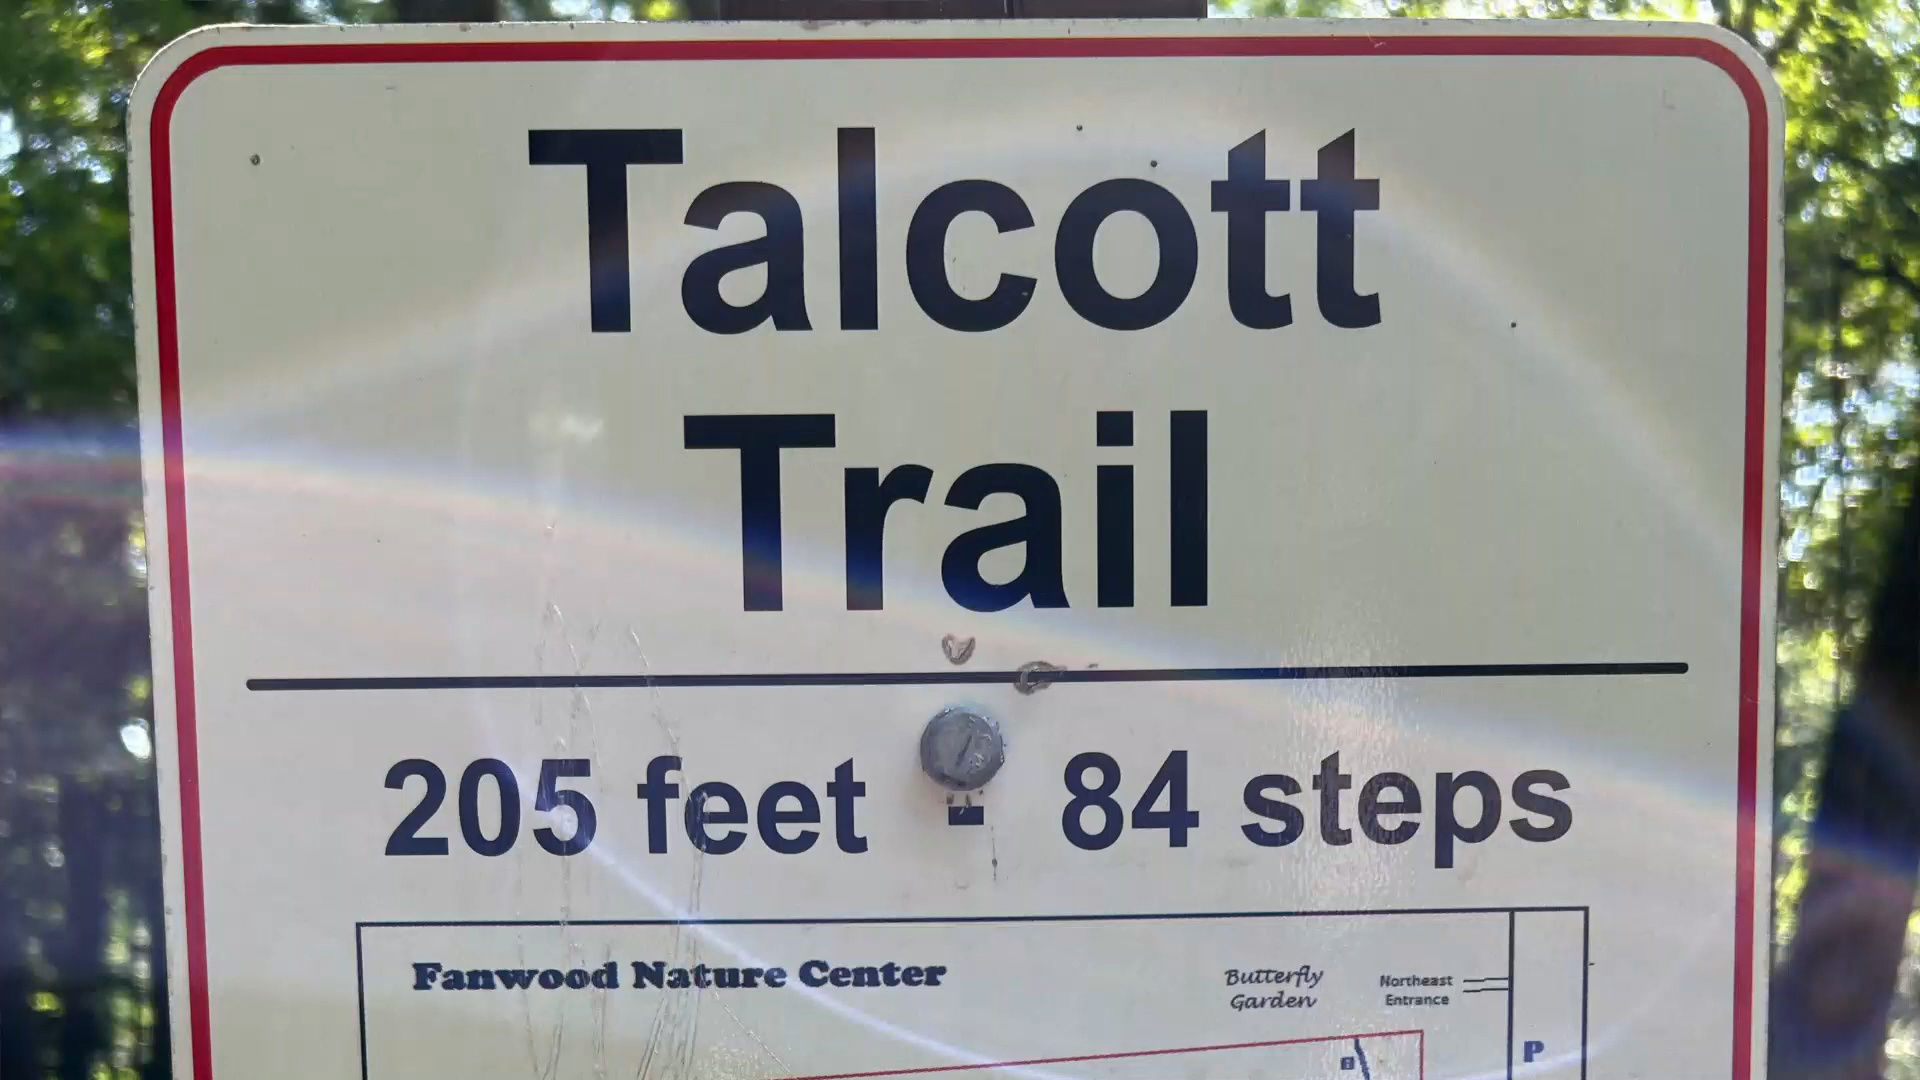 Talcott
Trail
205 feet - 84 steps
Fanwood Nature Center
Butterfly
Garden
Northeast
Entrance
P